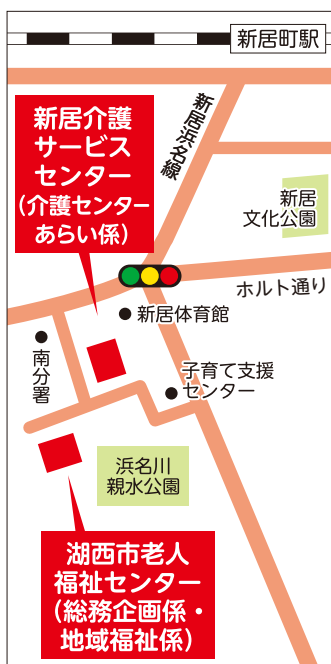 新居町駅
新居浜名線
新居介護
サービス
センター
(介護センター
あらい係)
新居
文化公園
ホルト通り
新居体育館
南分署
子育て支援
センター
浜名川
親水公園
湖西市老人
福祉センター
(総務企画係・
地域福祉係)